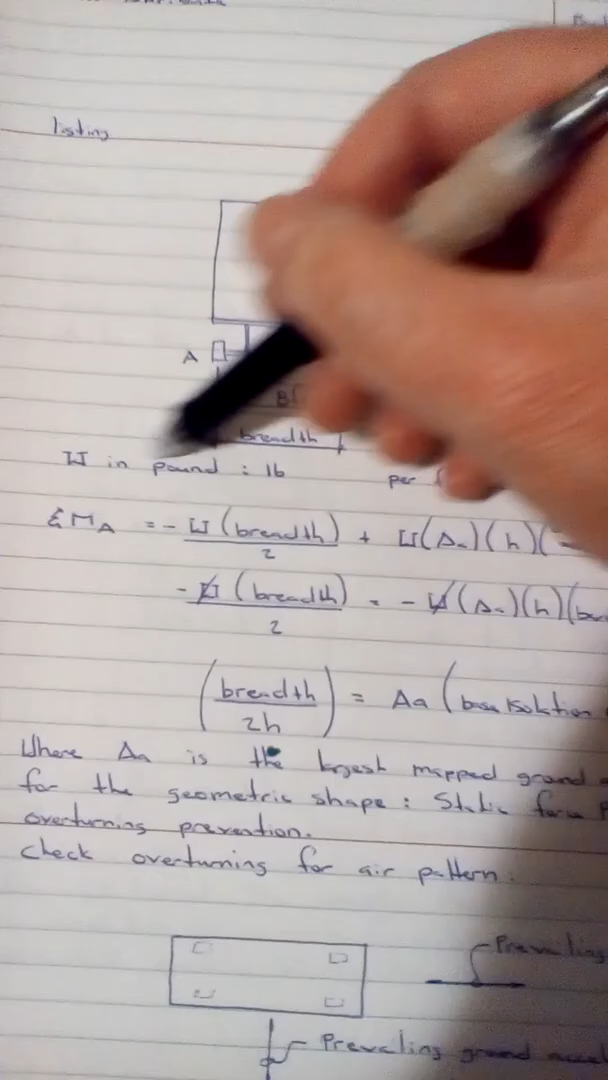 listing
A
B
breadth
W in pound : lb per
ΣMA = - W (breadth) / 2 + W(Aa)(h)(
- W (breadth) / 2 = - W(Aa)(h)(
(breadth / 2h) = Aa (base isolation
Where Aa is the largest mapped ground
for the geometric shape : Static force
overturning prevention.
check overturning for air pattern.
Prevailing
Prevailing ground accel